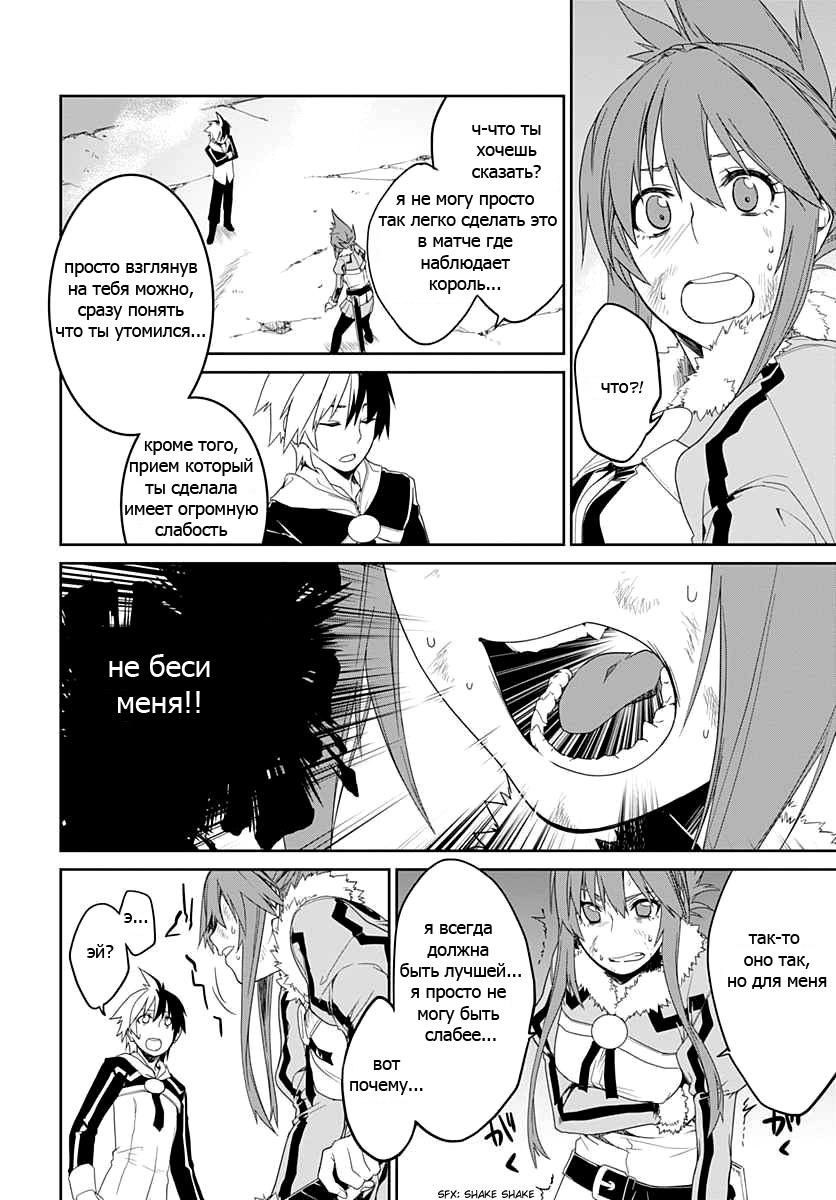 что?!
ч-что ты
хочешь
сказать?
я не могу просто
так легко сделать это
в матче где
наблюдает
король...
просто взглянув
на тебя можно,
сразу понять
что ты утомился...
кроме того,
прием который
ты сделала
имеет огромную
слабость
не беси
меня!!
так-то
оно так,
но для меня
я всегда
должна
быть лучшей...
я просто не
могу быть
слабее...
вот
почему...
э...
эй?
ガ
ガ
SFX: SHAKE SHAKE